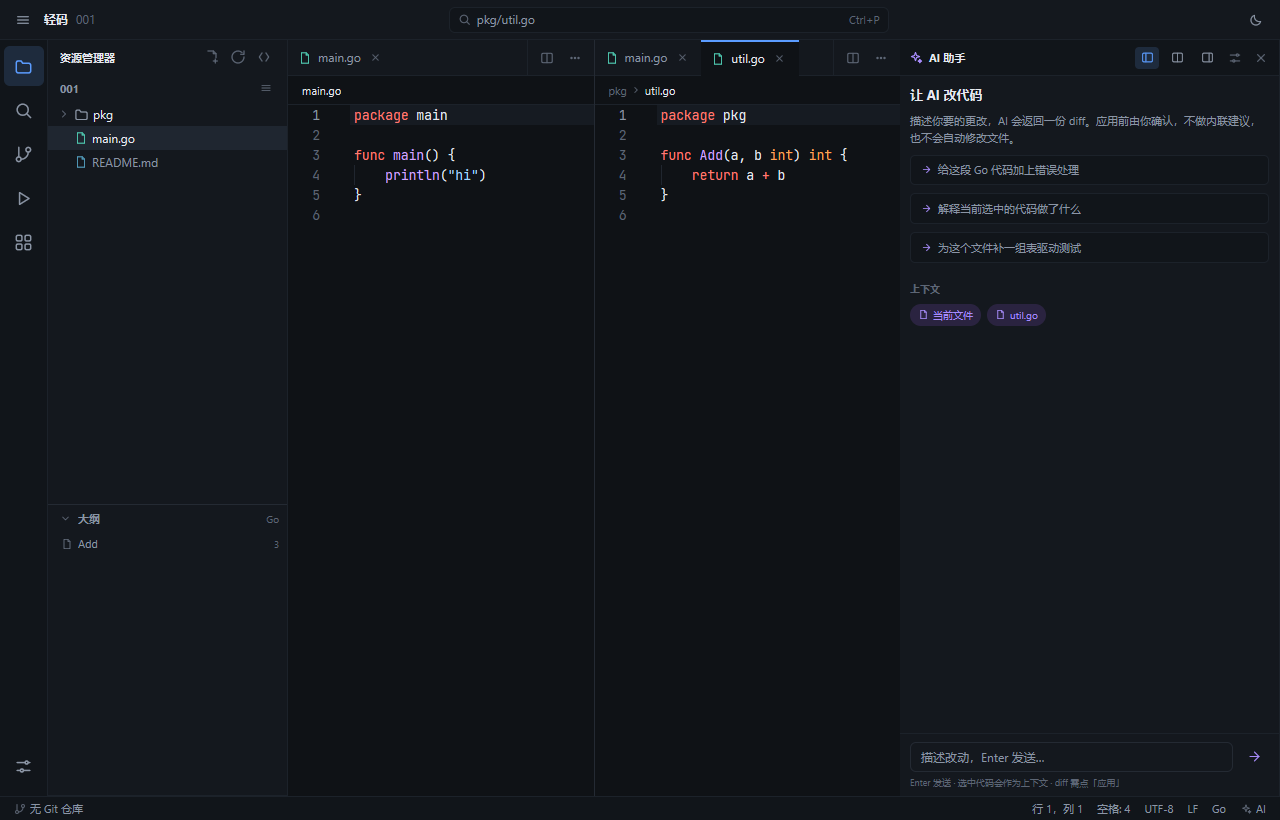 轻码 001
pkg/util.go Ctrl+P
资源管理器
001
pkg
main.go
README.md
大纲 Go
Add 3
main.go
main.go
1 package main
2
3 func main() {
4 println("hi")
5 }
6
main.go
util.go
pkg > util.go
1 package pkg
2
3 func Add(a, b int) int {
4 return a + b
5 }
6
AI 助手
让 AI 改代码
描述你要的更改，AI 会返回一份 diff。应用前由你确认，不做内联建议，
也不会自动修改文件。
给这段 Go 代码加上错误处理
解释当前选中的代码做了什么
为这个文件补一组表驱动测试
上下文
当前文件 util.go
描述改动，Enter 发送...
Enter 发送 · 选中代码会作为上下文 · diff 需点「应用」
无 Git 仓库 行 1，列 1 空格: 4 UTF-8 LF Go AI